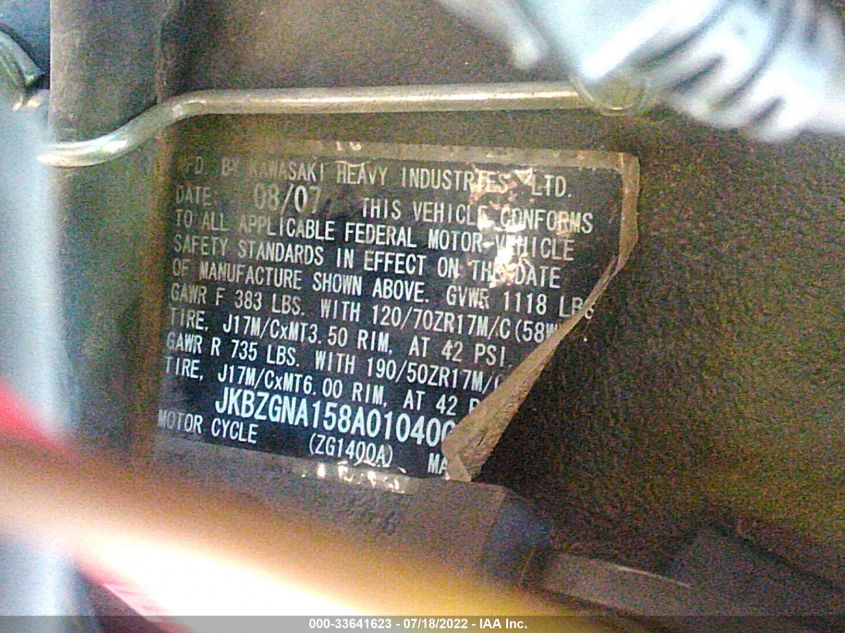 MFD. BY KAWASAKI HEAVY INDUSTRIES, LTD.
DATE: 08/07 THIS VEHICLE CONFORMS
TO ALL APPLICABLE FEDERAL MOTOR VEHICLE
SAFETY STANDARDS IN EFFECT ON THE DATE
OF MANUFACTURE SHOWN ABOVE. GVWR 1118 LBS
GAWR F 383 LBS. WITH 120/70ZR17M/C(58W)
TIRE, J17M/CxMT3.50 RIM, AT 42 PSI
GAWR R 735 LBS. WITH 190/50ZR17M/
TIRE, J17M/CxMT6.00 RIM, AT 42 P
JKBZGNA158A01040
MOTOR CYCLE (ZG1400A) MA
000-33641623 - 07/18/2022 - IAA Inc.